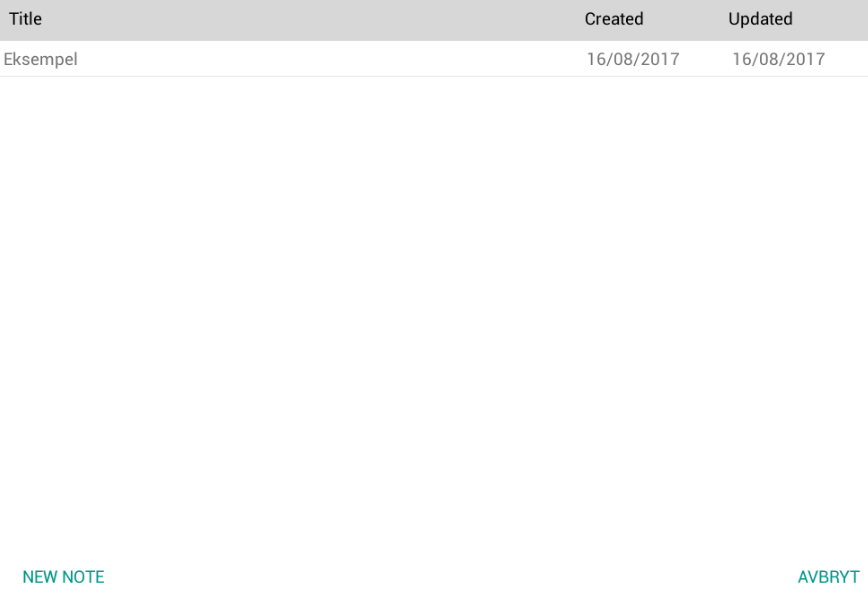 Title Created Updated
Eksempel 16/08/2017 16/08/2017
NEW NOTE AVBRYT